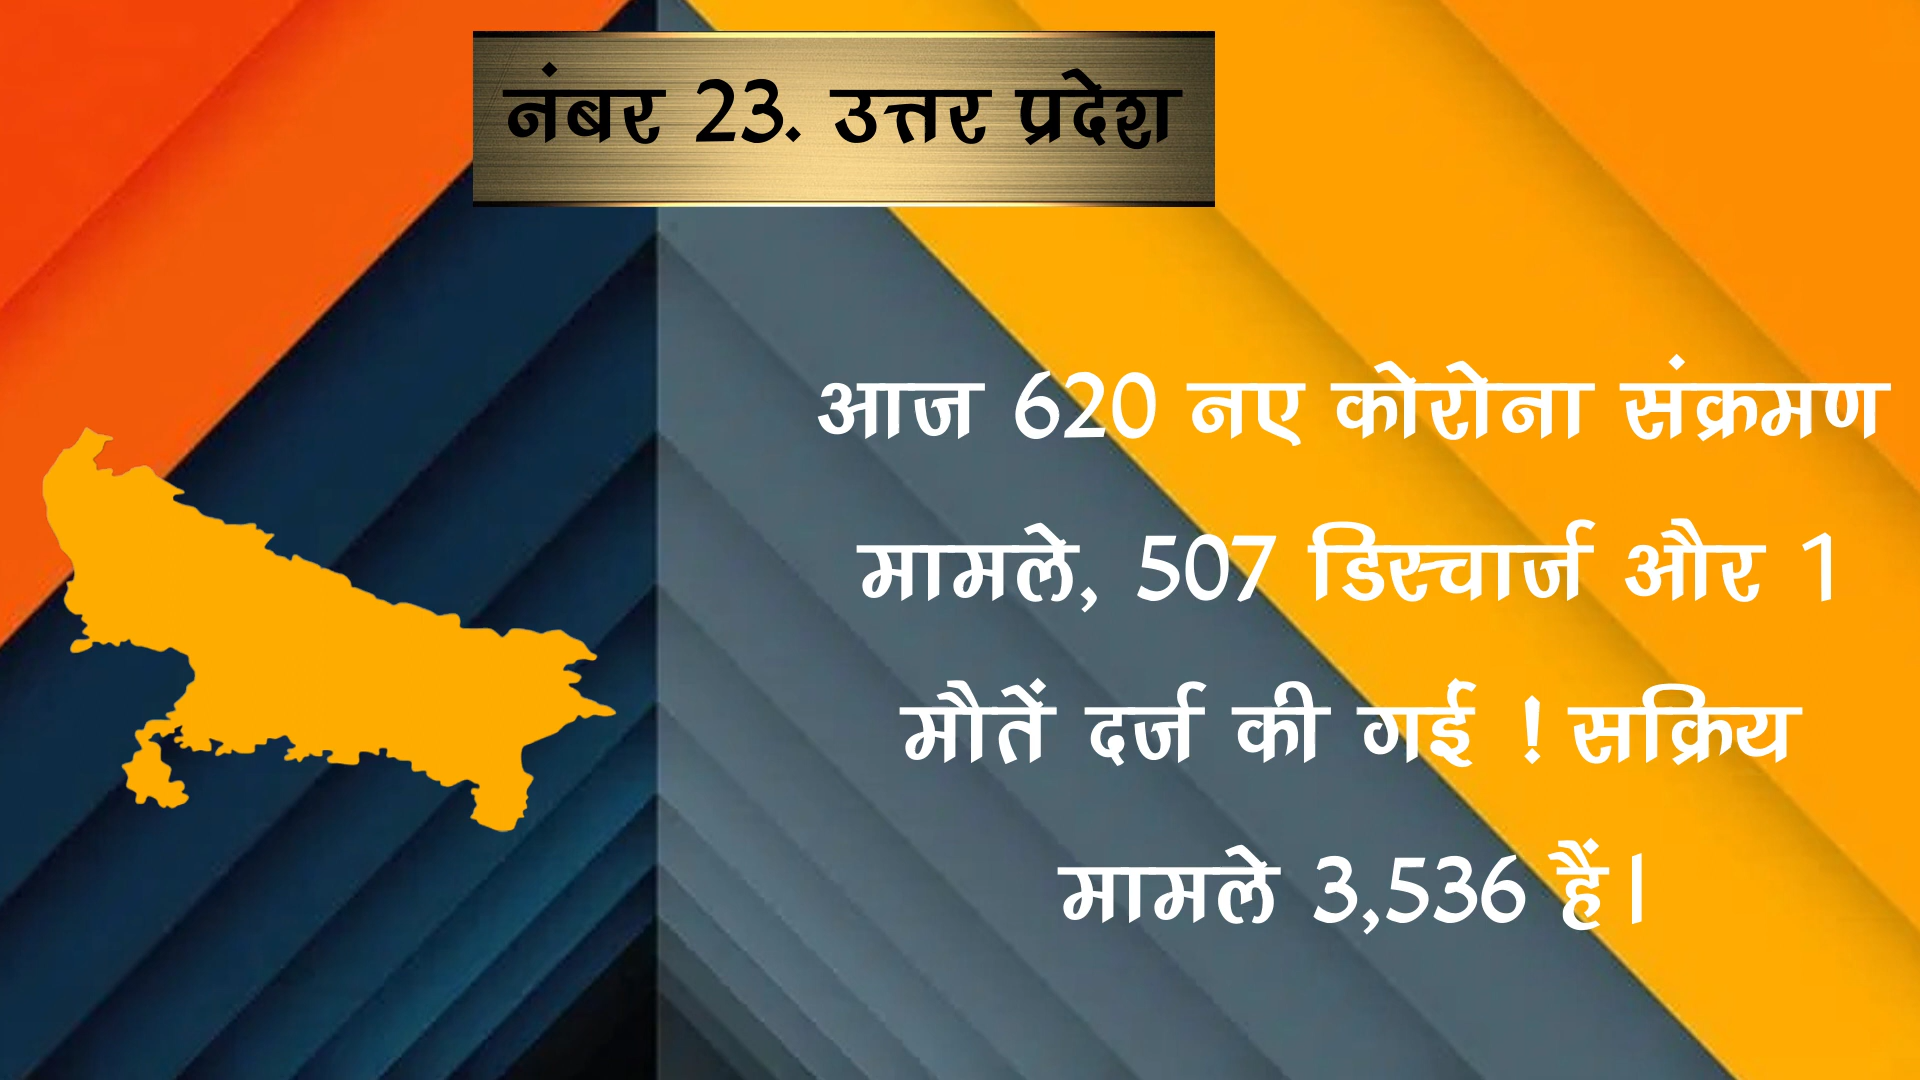 नंबर 23. उत्तर प्रदेश
आज 620 नए कोरोना संक्रमण
मामले, 507 डिस्चार्ज और 1
मौतें दर्ज की गईं ! सक्रिय
मामले 3,536 हैं।